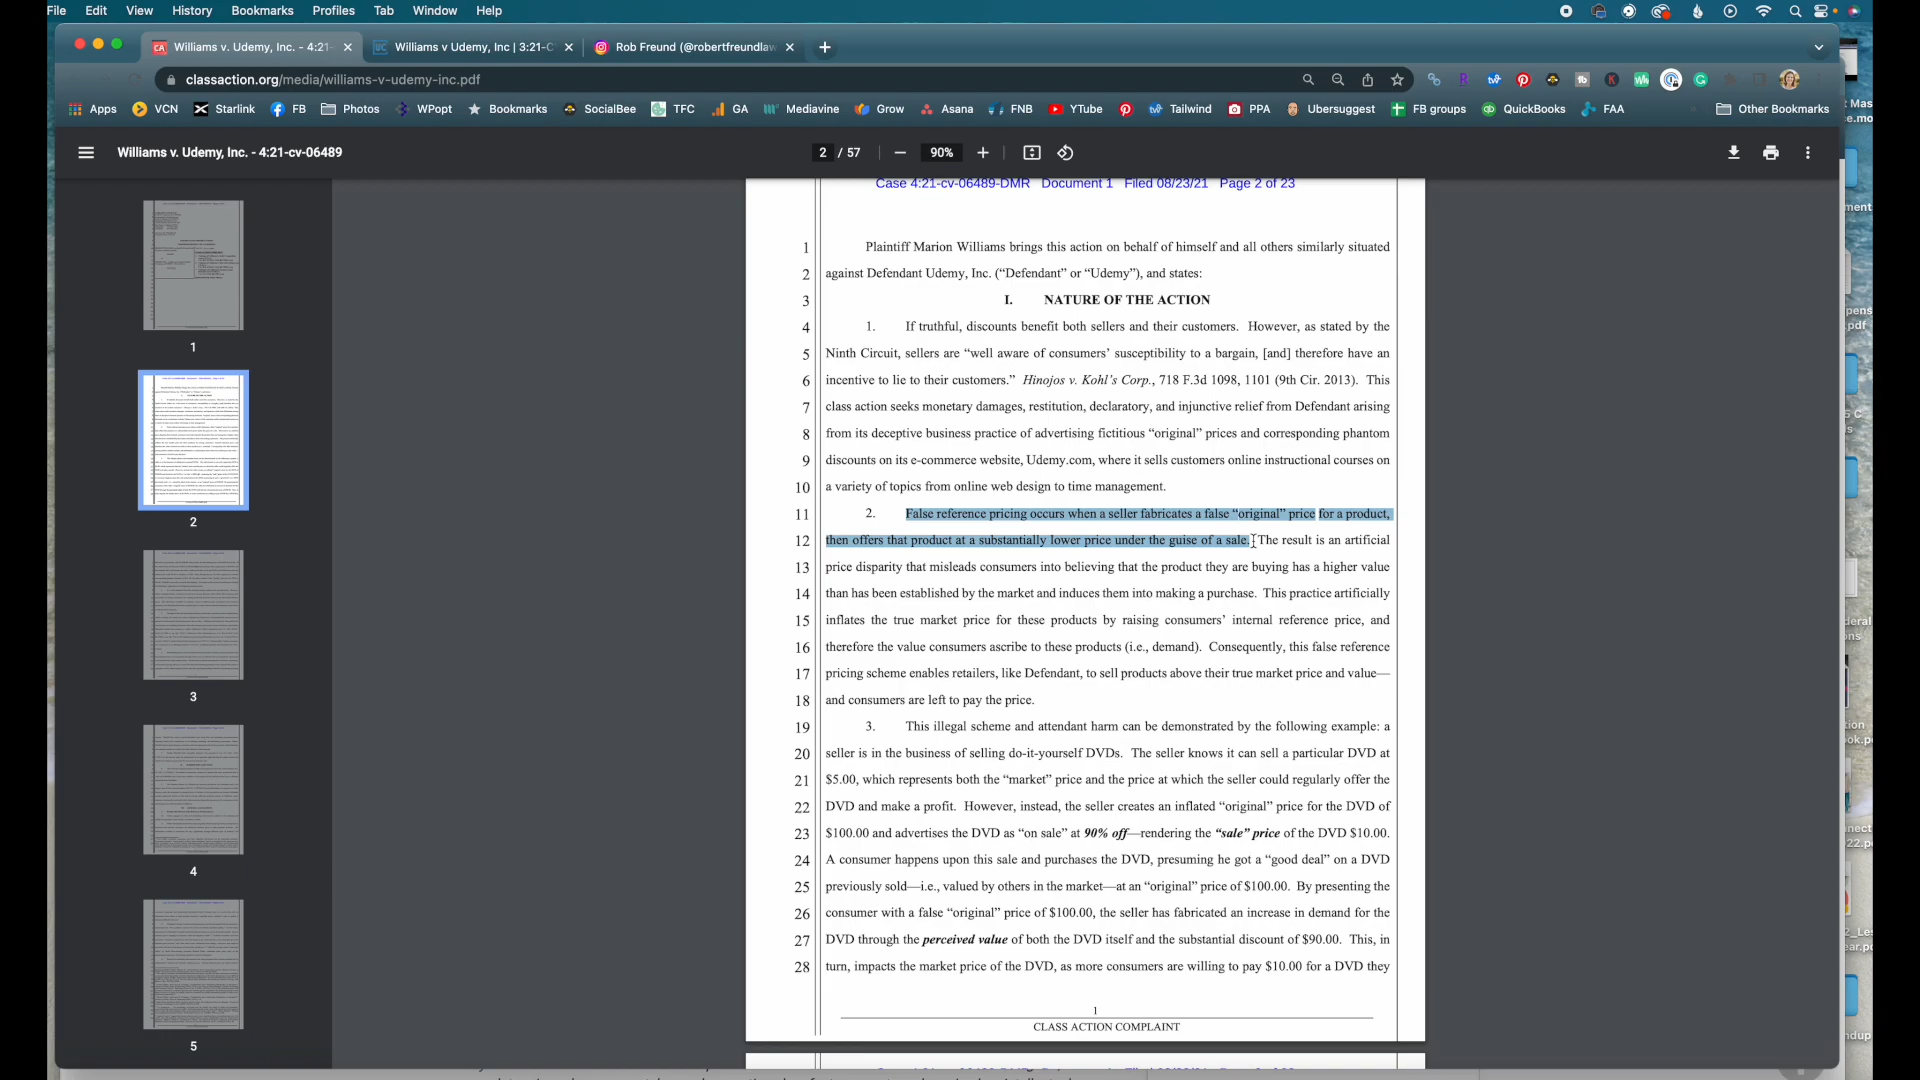 File Edit View History Bookmarks Profiles Tab Window Help
Williams v. Udemy, Inc. - 4:21- Williams v Udemy, Inc | 3:21-C Rob Freund (@robertfreundlaw
classaction.org/media/williams-v-udemy-inc.pdf
Apps VCN Starlink FB Photos WPopt Bookmarks SocialBee TFC GA Mediavine Grow Asana FNB YTube Tailwind PPA Ubersuggest FB groups QuickBooks FAA Other Bookmarks
Williams v. Udemy, Inc. - 4:21-cv-06489 2 / 57 90%
1
2
3
4
5
Case 4:21-cv-06489-DMR Document 1 Filed 08/23/21 Page 2 of 23
1 Plaintiff Marion Williams brings this action on behalf of himself and all others similarly situated
2 against Defendant Udemy, Inc. (“Defendant” or “Udemy”), and states:
3 I. NATURE OF THE ACTION
4 1. If truthful, discounts benefit both sellers and their customers. However, as stated by the
5 Ninth Circuit, sellers are “well aware of consumers’ susceptibility to a bargain, [and] therefore have an
6 incentive to lie to their customers.” Hinojos v. Kohl’s Corp., 718 F.3d 1098, 1101 (9th Cir. 2013). This
7 class action seeks monetary damages, restitution, declaratory, and injunctive relief from Defendant arising
8 from its deceptive business practice of advertising fictitious “original” prices and corresponding phantom
9 discounts on its e-commerce website, Udemy.com, where it sells customers online instructional courses on
10 a variety of topics from online web design to time management.
11 2. False reference pricing occurs when a seller fabricates a false “original” price for a product,
12 then offers that product at a substantially lower price under the guise of a sale. The result is an artificial
13 price disparity that misleads consumers into believing that the product they are buying has a higher value
14 than has been established by the market and induces them into making a purchase. This practice artificially
15 inflates the true market price for these products by raising consumers’ internal reference price, and
16 therefore the value consumers ascribe to these products (i.e., demand). Consequently, this false reference
17 pricing scheme enables retailers, like Defendant, to sell products above their true market price and value—
18 and consumers are left to pay the price.
19 3. This illegal scheme and attendant harm can be demonstrated by the following example: a
20 seller is in the business of selling do-it-yourself DVDs. The seller knows it can sell a particular DVD at
21 $5.00, which represents both the “market” price and the price at which the seller could regularly offer the
22 DVD and make a profit. However, instead, the seller creates an inflated “original” price for the DVD of
23 $100.00 and advertises the DVD as “on sale” at 90% off—rendering the “sale” price of the DVD $10.00.
24 A consumer happens upon this sale and purchases the DVD, presuming he got a “good deal” on a DVD
25 previously sold—i.e., valued by others in the market—at an “original” price of $100.00. By presenting the
26 consumer with a false “original” price of $100.00, the seller has fabricated an increase in demand for the
27 DVD through the perceived value of both the DVD itself and the substantial discount of $90.00. This, in
28 turn, impacts the market price of the DVD, as more consumers are willing to pay $10.00 for a DVD they
1
CLASS ACTION COMPLAINT